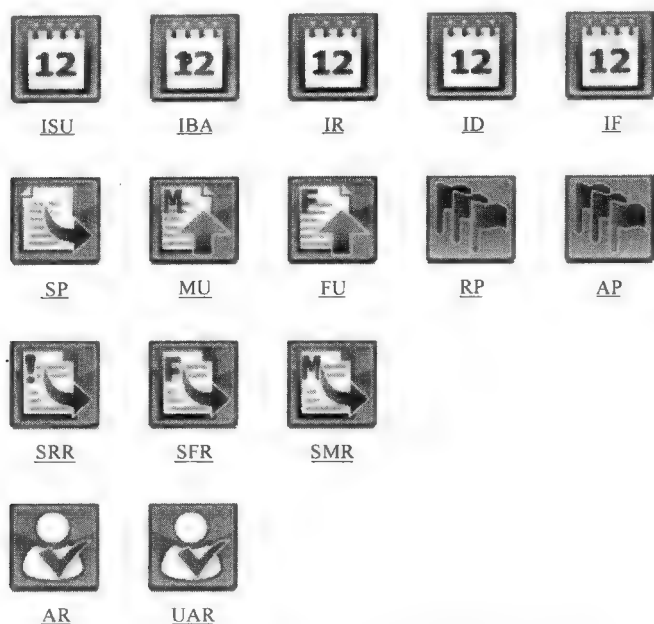 12 12 12 12 12
ISU IBA IR ID IF
M F
SP MU FU RP AP
! F M
SRR SFR SMR
AR UAR